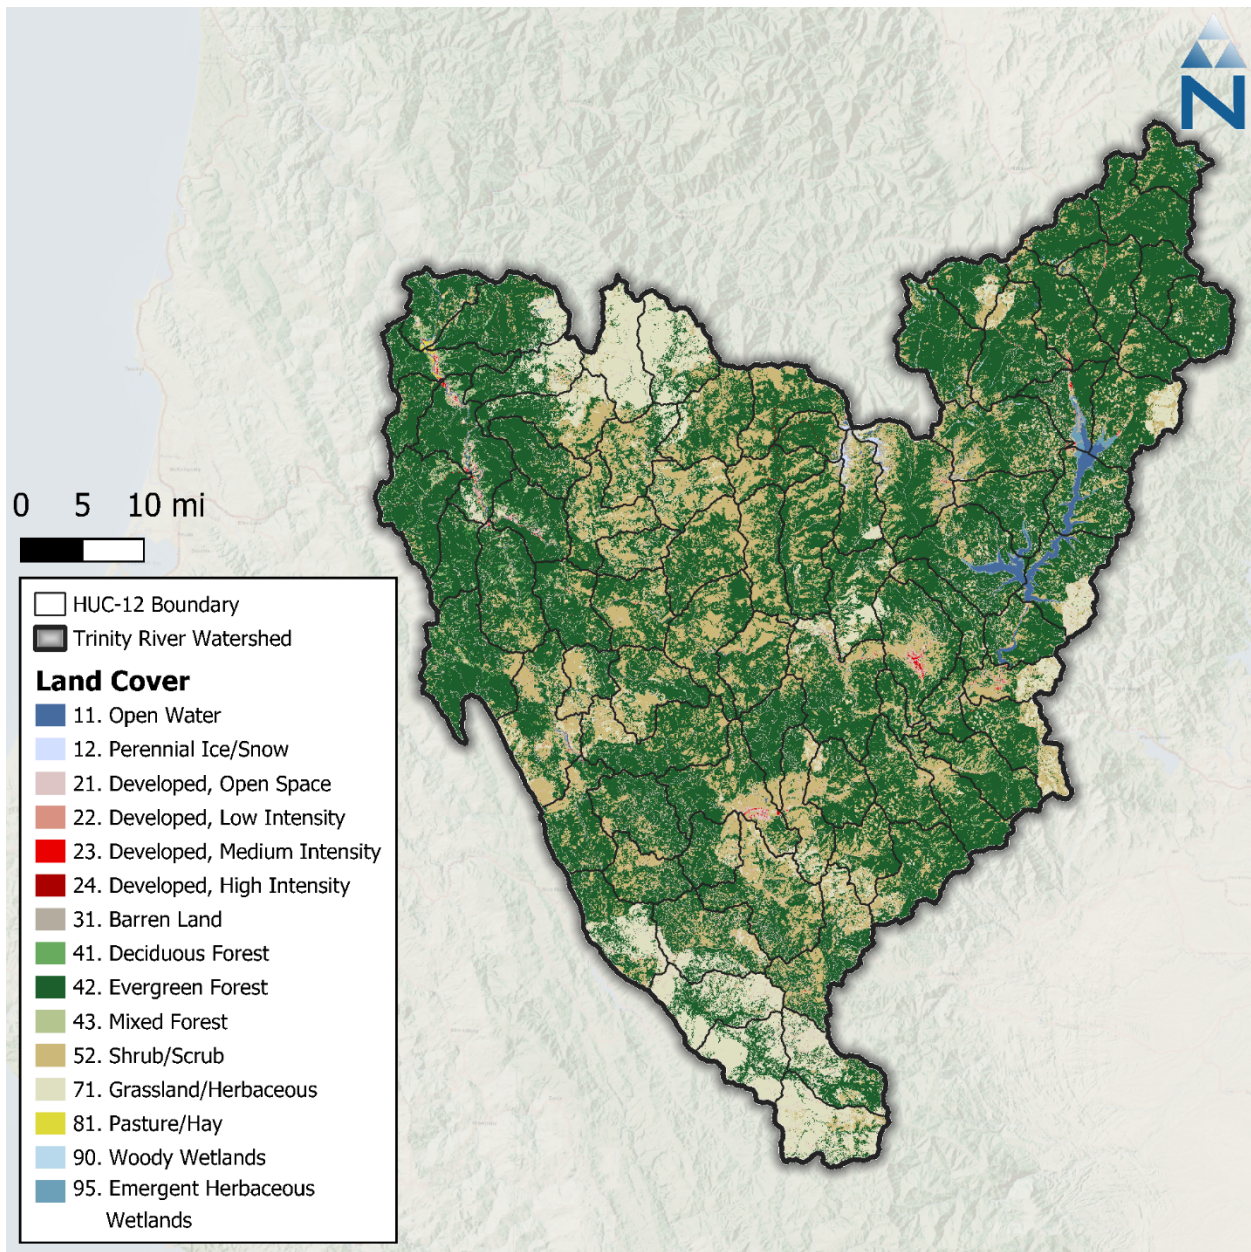 N
0 5 10 mi
HUC-12 Boundary
Trinity River Watershed
Land Cover
11. Open Water
12. Perennial Ice/Snow
21. Developed, Open Space
22. Developed, Low Intensity
23. Developed, Medium Intensity
24. Developed, High Intensity
31. Barren Land
41. Deciduous Forest
42. Evergreen Forest
43. Mixed Forest
52. Shrub/Scrub
71. Grassland/Herbaceous
81. Pasture/Hay
90. Woody Wetlands
95. Emergent Herbaceous
Wetlands